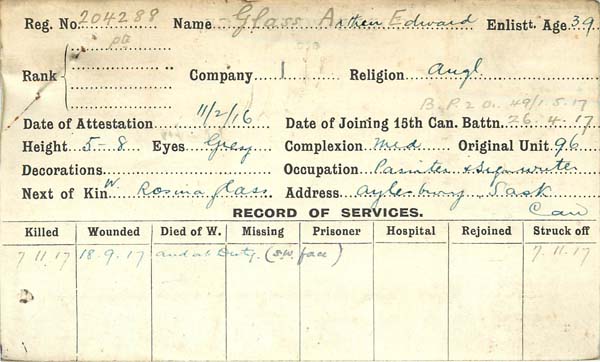 Reg. No. 204288 Name Glass Edward Enlistt. Age 39
Rank Company 1 Religion Angl
B.P.2 O. 49/1.5.17
Date of Attestation 11/2/16 Date of Joining 15th Can. Battn. 26.4.17
Height 5-8 Eyes Grey Complexion Med Original Unit 96
Decorations Occupation Painter & Signwriter
Next of Kin W Rosina Glass Address Aylesbury Sask
Can
RECORD OF SERVICES.
Killed Wounded Died of W. Missing Prisoner Hospital Rejoined Struck off
7.11.17 18.9.17 and at Duty. (S.W. face) 7.11.17